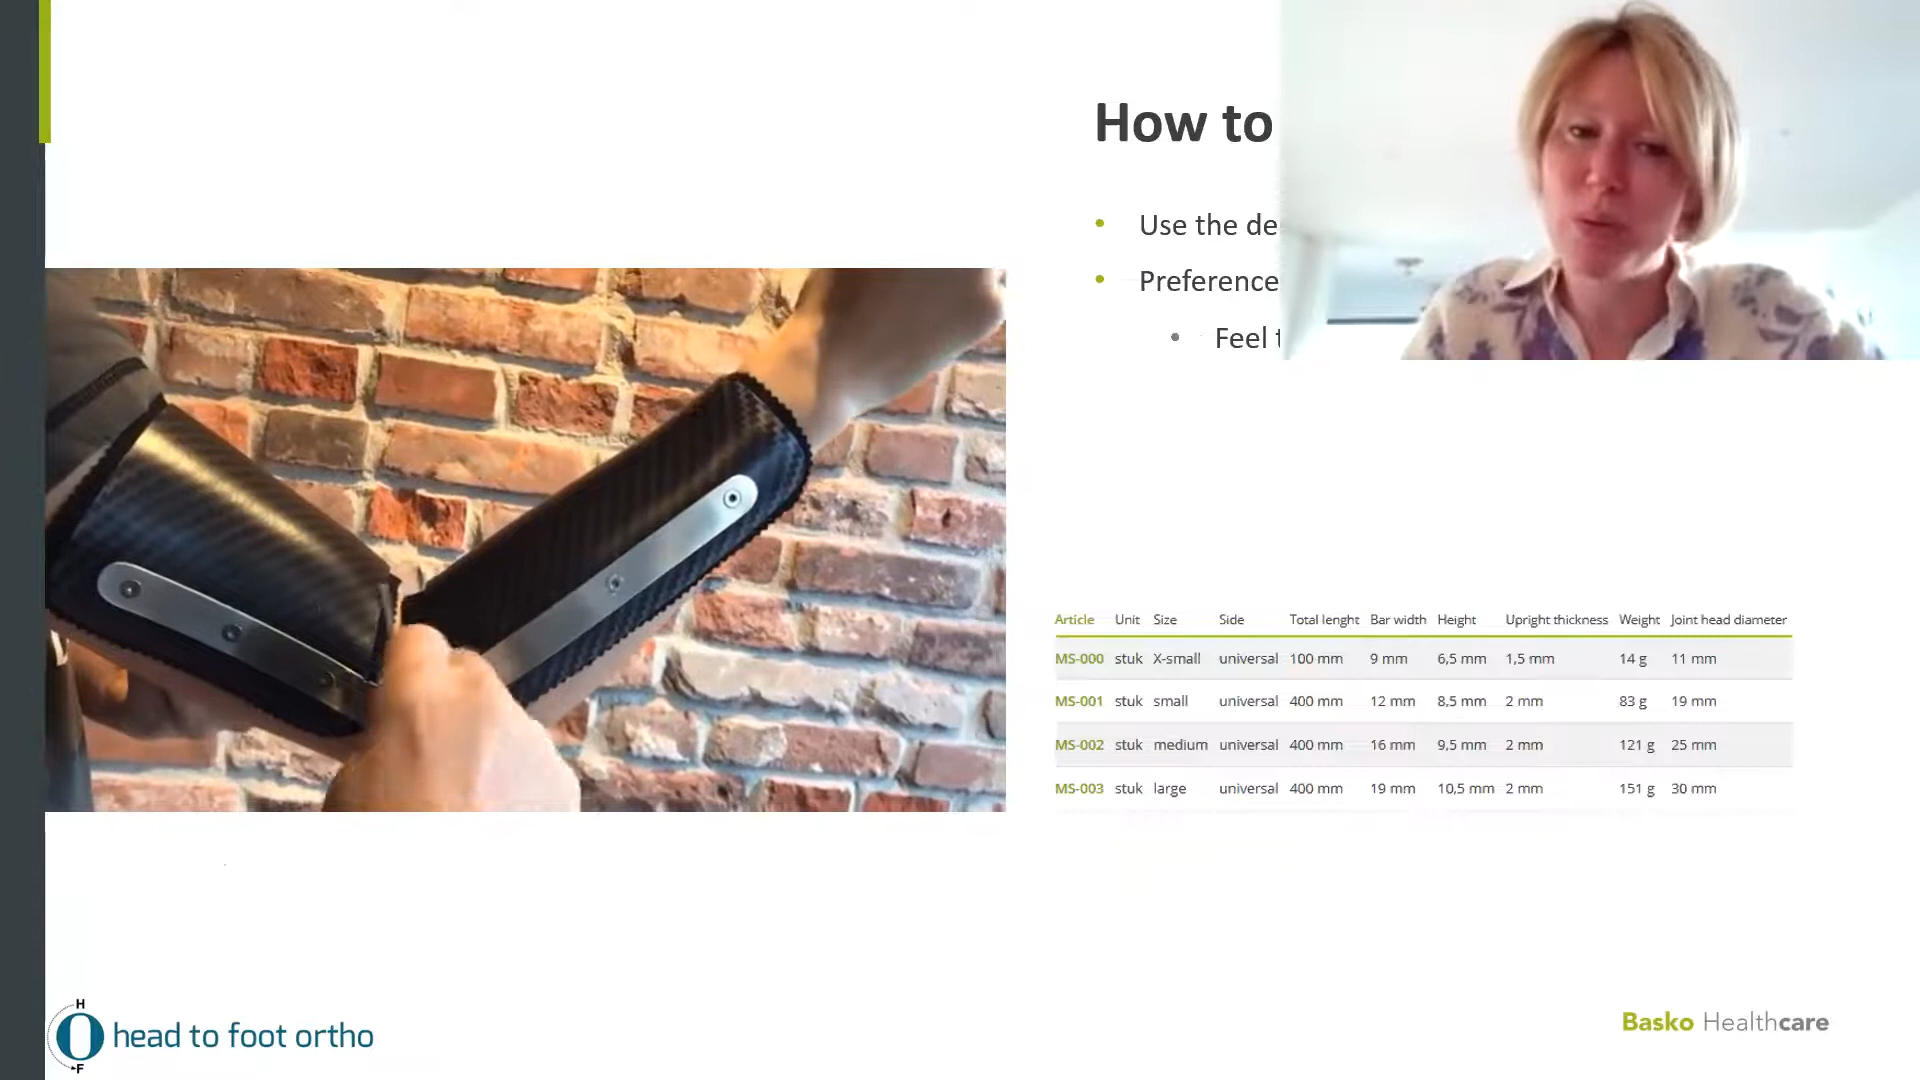 How to
Use the de
Preference
Feel t
Article Unit Size Side Total lenght Bar width Height Upright thickness Weight Joint head diameter
MS-000 stuk X-small universal 100 mm 9 mm 6,5 mm 1,5 mm 14 g 11 mm
MS-001 stuk small universal 400 mm 12 mm 8,5 mm 2 mm 83 g 19 mm
MS-002 stuk medium universal 400 mm 16 mm 9,5 mm 2 mm 121 g 25 mm
MS-003 stuk large universal 400 mm 19 mm 10,5 mm 2 mm 151 g 30 mm
H
head to foot ortho
F
Basko Healthcare